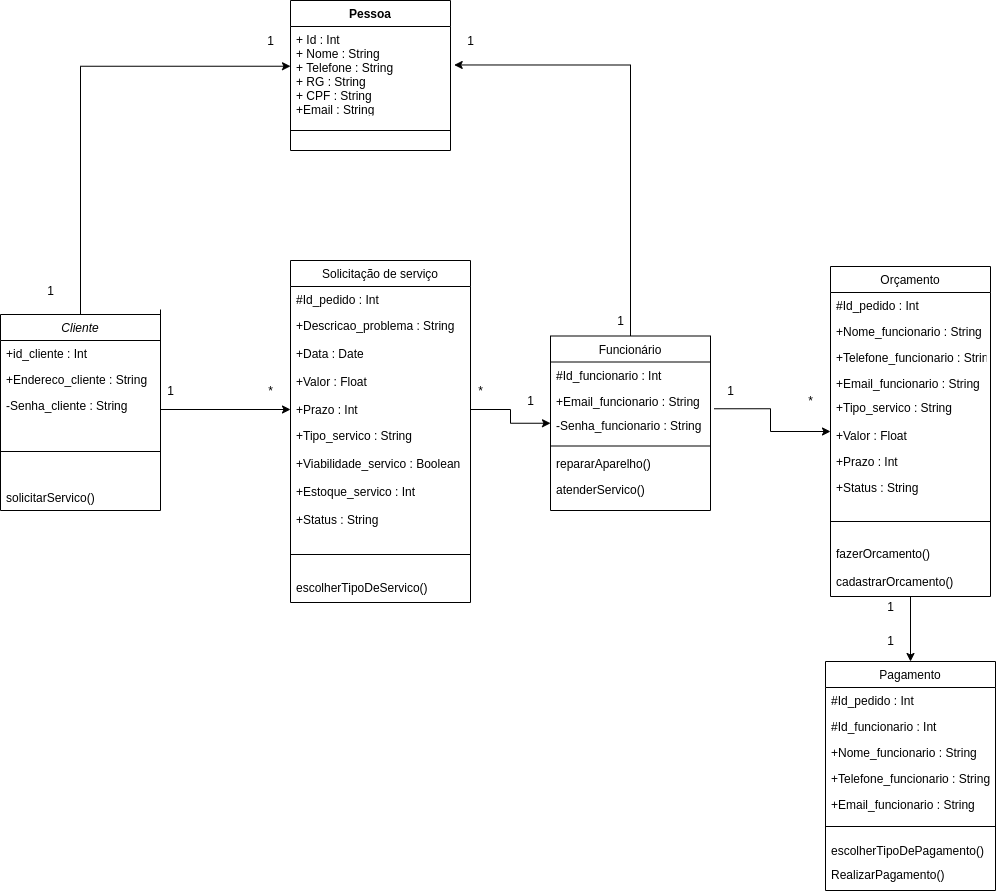 Pessoa
+ Id : Int
+ Nome : String
+ Telefone : String
+ RG : String
+ CPF : String
+Email : String
1
1
1
Cliente
+id_cliente : Int
+Endereco_cliente : String
-Senha_cliente : String
solicitarServico()
1
*
Solicitação de serviço
#Id_pedido : Int
+Descricao_problema : String
+Data : Date
+Valor : Float
+Prazo : Int
+Tipo_servico : String
+Viabilidade_servico : Boolean
+Estoque_servico : Int
+Status : String
escolherTipoDeServico()
*
1
1
Funcionário
#Id_funcionario : Int
+Email_funcionario : String
-Senha_funcionario : String
repararAparelho()
atenderServico()
1
*
Orçamento
#Id_pedido : Int
+Nome_funcionario : String
+Telefone_funcionario : Strin
+Email_funcionario : String
+Tipo_servico : String
+Valor : Float
+Prazo : Int
+Status : String
fazerOrcamento()
cadastrarOrcamento()
1
1
Pagamento
#Id_pedido : Int
#Id_funcionario : Int
+Nome_funcionario : String
+Telefone_funcionario : String
+Email_funcionario : String
escolherTipoDePagamento()
RealizarPagamento()